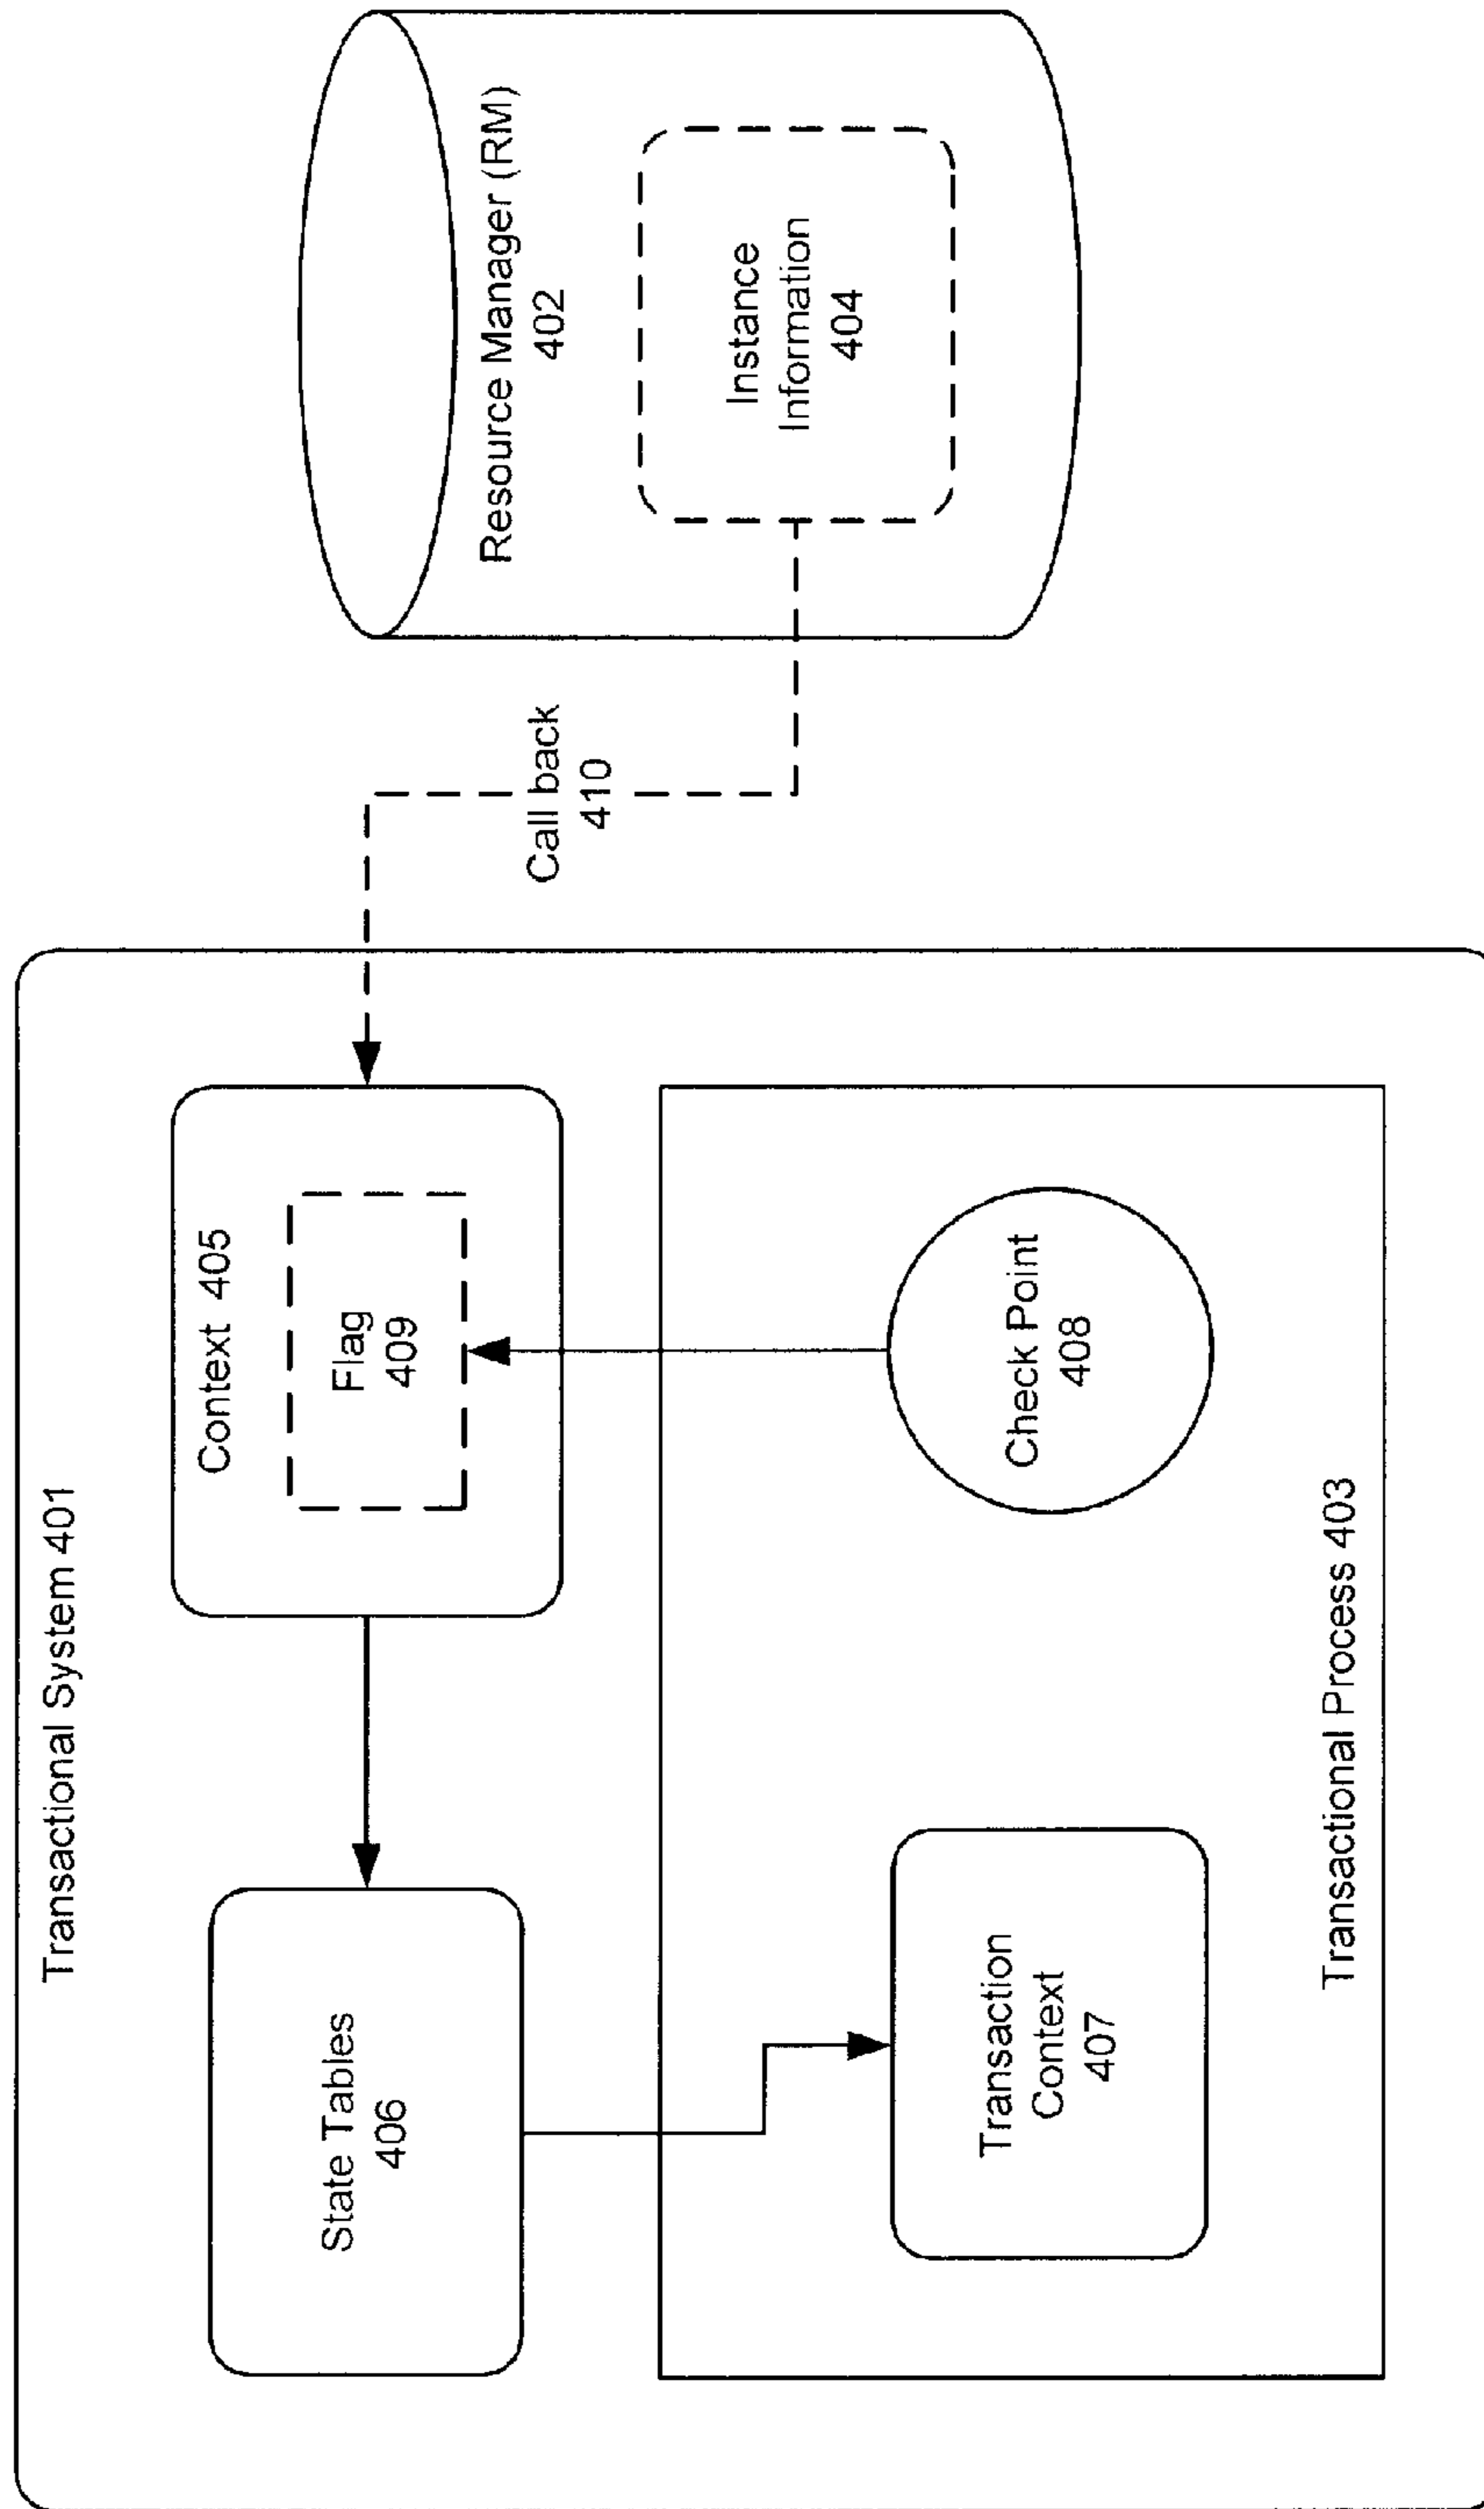 Transactional System 401
State Tables
406
Context 405
Flag
409
Call back
410
Resource Manager (RM)
402
Instance
Information
404
Transaction
Context
407
Check Point
408
Transactional Process 403